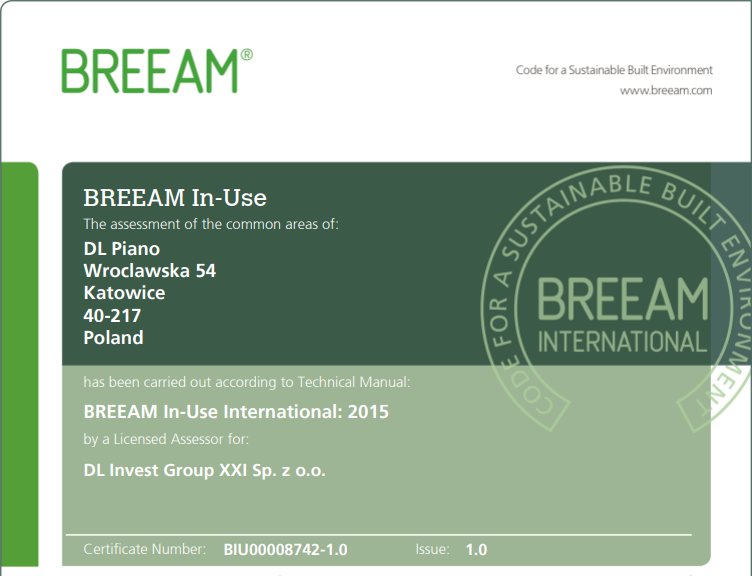 BREEAM®
Code for a Sustainable Built Environment
www.breeam.com
BREEAM In-Use
The assessment of the common areas of:
DL Piano
Wroclawska 54
Katowice
40-217
Poland
CODE FOR A SUSTAINABLE BUILT ENVIRONMENT
BREEAM
INTERNATIONAL
has been carried out according to Technical Manual:
BREEAM In-Use International: 2015
by a Licensed Assessor for:
DL Invest Group XXI Sp. z o.o.
Certificate Number: BIU00008742-1.0 Issue: 1.0